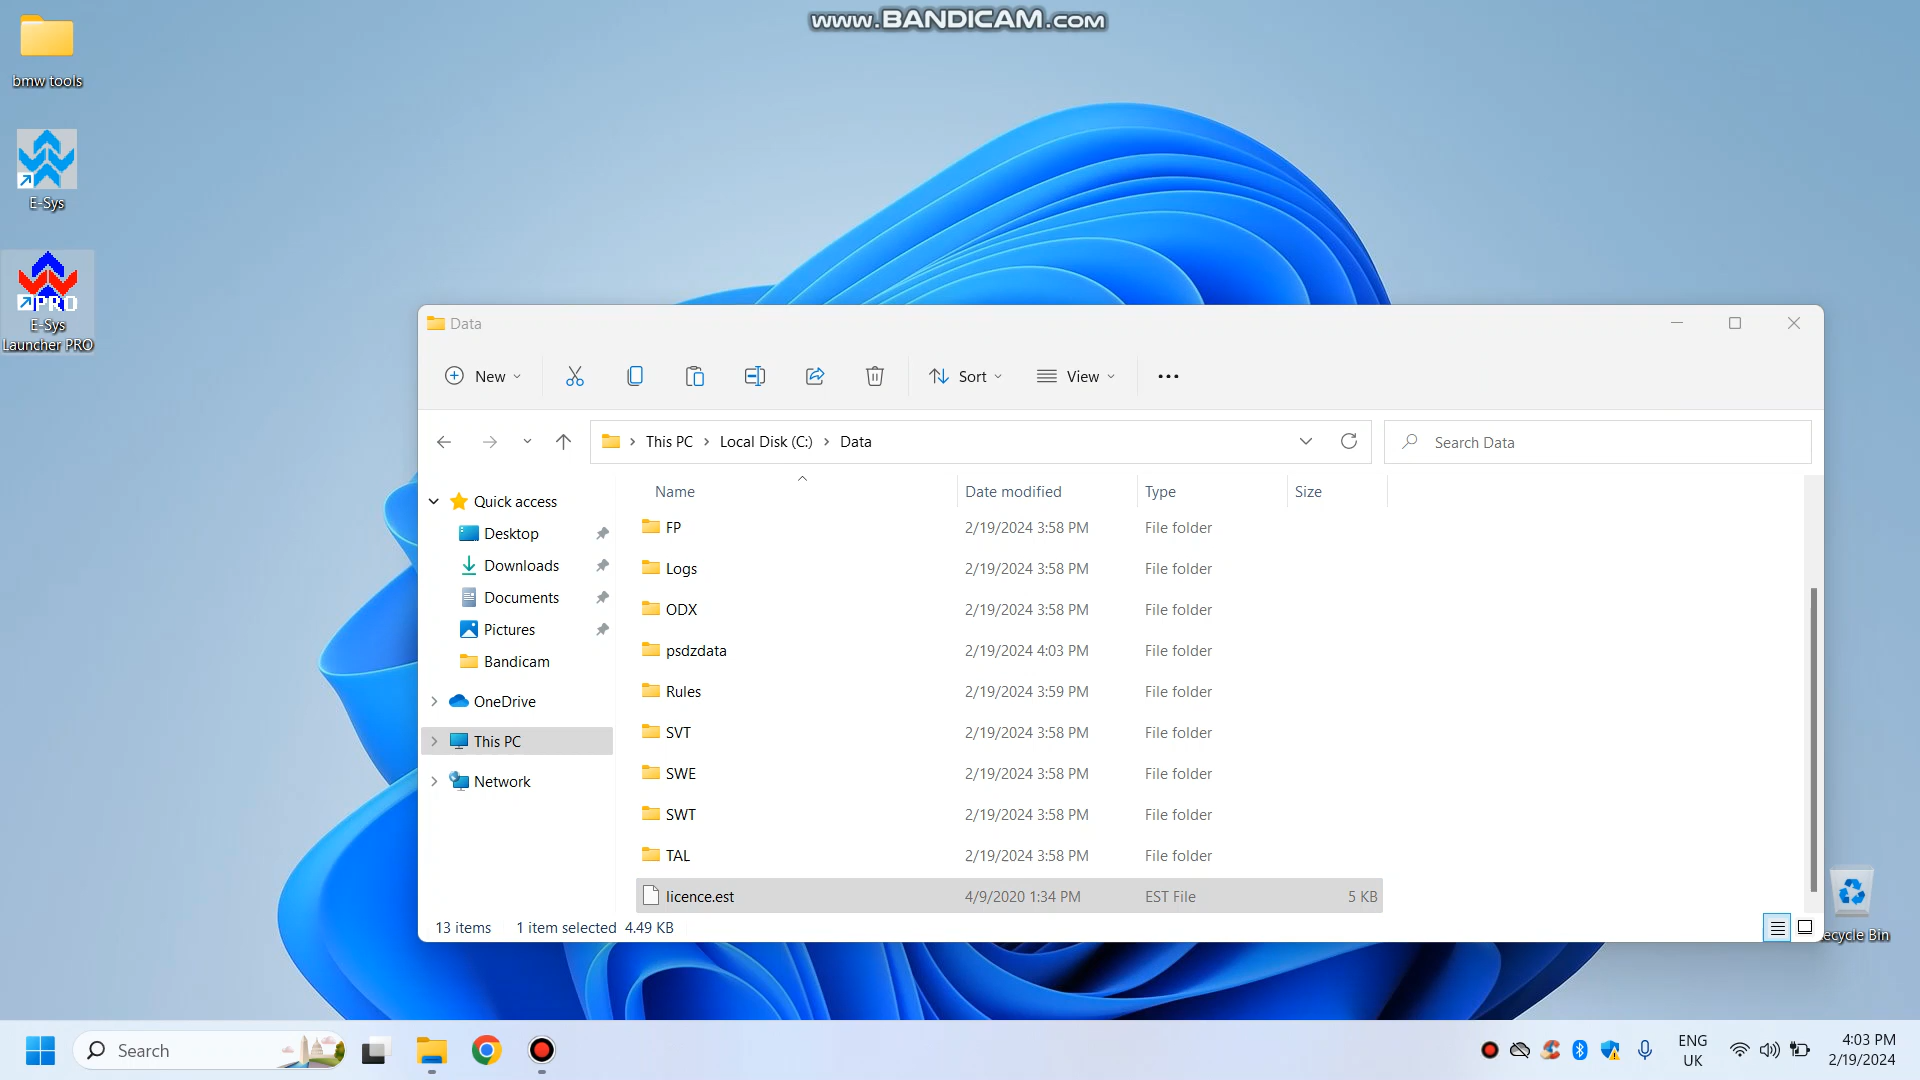 www.BANDICAM.com
bmw tools
E-Sys
PRO
E-Sys
Launcher PRO
Data
New
Sort
View
This PC
Local Disk (C:)
Data
Search Data
Name
Date modified
Type
Size
Quick access
Desktop
Downloads
Documents
Pictures
Bandicam
OneDrive
This PC
Network
FP 2/19/2024 3:58 PM File folder
Logs 2/19/2024 3:58 PM File folder
ODX 2/19/2024 3:58 PM File folder
psdzdata 2/19/2024 4:03 PM File folder
Rules 2/19/2024 3:59 PM File folder
SVT 2/19/2024 3:58 PM File folder
SWE 2/19/2024 3:58 PM File folder
SWT 2/19/2024 3:58 PM File folder
TAL 2/19/2024 3:58 PM File folder
licence.est 4/9/2020 1:34 PM EST File 5 KB
13 items 1 item selected 4.49 KB
ecycle Bin
Search
ENG
UK
4:03 PM
2/19/2024